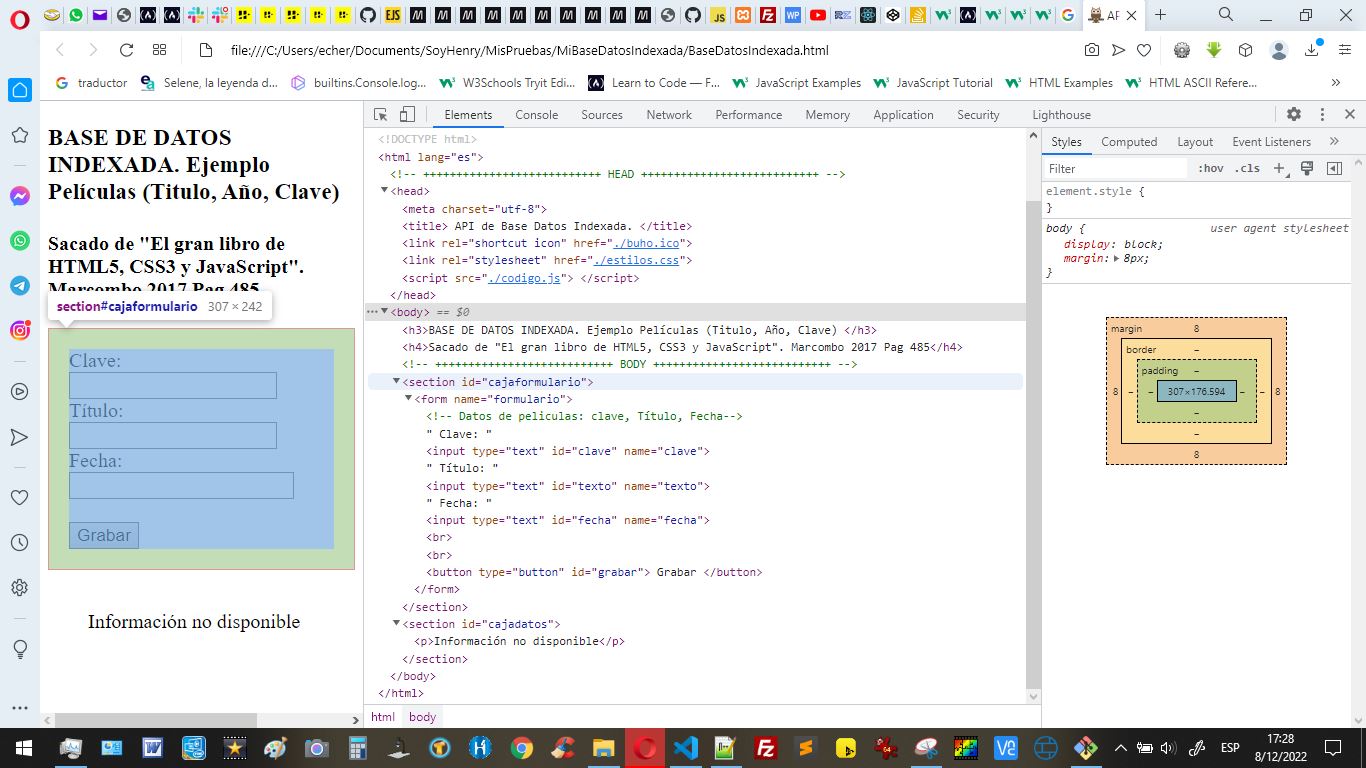 AF
file:///C:/Users/echer/Documents/SoyHenry/MisPruebas/MiBaseDatosIndexada/BaseDatosIndexada.html
traductor Selene, la leyenda d... builtins.Console.log... W3Schools Tryit Edi... Learn to Code — F... JavaScript Examples JavaScript Tutorial HTML Examples HTML ASCII Refere... »
BASE DE DATOS
INDEXADA. Ejemplo
Películas (Titulo, Año, Clave)
Sacado de "El gran libro de
HTML5, CSS3 y JavaScript".
Marcombo 2017 Pag 485
section#cajaformulario 307 × 242
Clave:
Título:
Fecha:
Grabar
Información no disponible
Elements Console Sources Network Performance Memory Application Security Lighthouse
<!DOCTYPE html>
<html lang="es">
<!-- +++++++++++++++++++++++++++ HEAD +++++++++++++++++++++++++++ -->
<head>
<meta charset="utf-8">
<title> API de Base Datos Indexada. </title>
<link rel="shortcut icon" href="./buho.ico">
<link rel="stylesheet" href="./estilos.css">
<script src="./codigo.js"> </script>
</head>
<body> == $0
<h3>BASE DE DATOS INDEXADA. Ejemplo Películas (Titulo, Año, Clave) </h3>
<h4>Sacado de "El gran libro de HTML5, CSS3 y JavaScript". Marcombo 2017 Pag 485</h4>
<!-- +++++++++++++++++++++++++++ BODY +++++++++++++++++++++++++++ -->
<section id="cajaformulario">
<form name="formulario">
<!-- Datos de peliculas: clave, Título, Fecha-->
" Clave: "
<input type="text" id="clave" name="clave">
" Título: "
<input type="text" id="texto" name="texto">
" Fecha: "
<input type="text" id="fecha" name="fecha">
<br>
<br>
<button type="button" id="grabar"> Grabar </button>
</form>
</section>
<section id="cajadatos">
<p>Información no disponible</p>
</section>
</body>
</html>
html body
Styles Computed Layout Event Listeners »
Filter :hov .cls
element.style {
}
body { user agent stylesheet
display: block;
margin: 8px;
}
margin 8
border –
padding –
8 – – 307×176.594 – – 8
–
–
8
ESP
17:28
8/12/2022